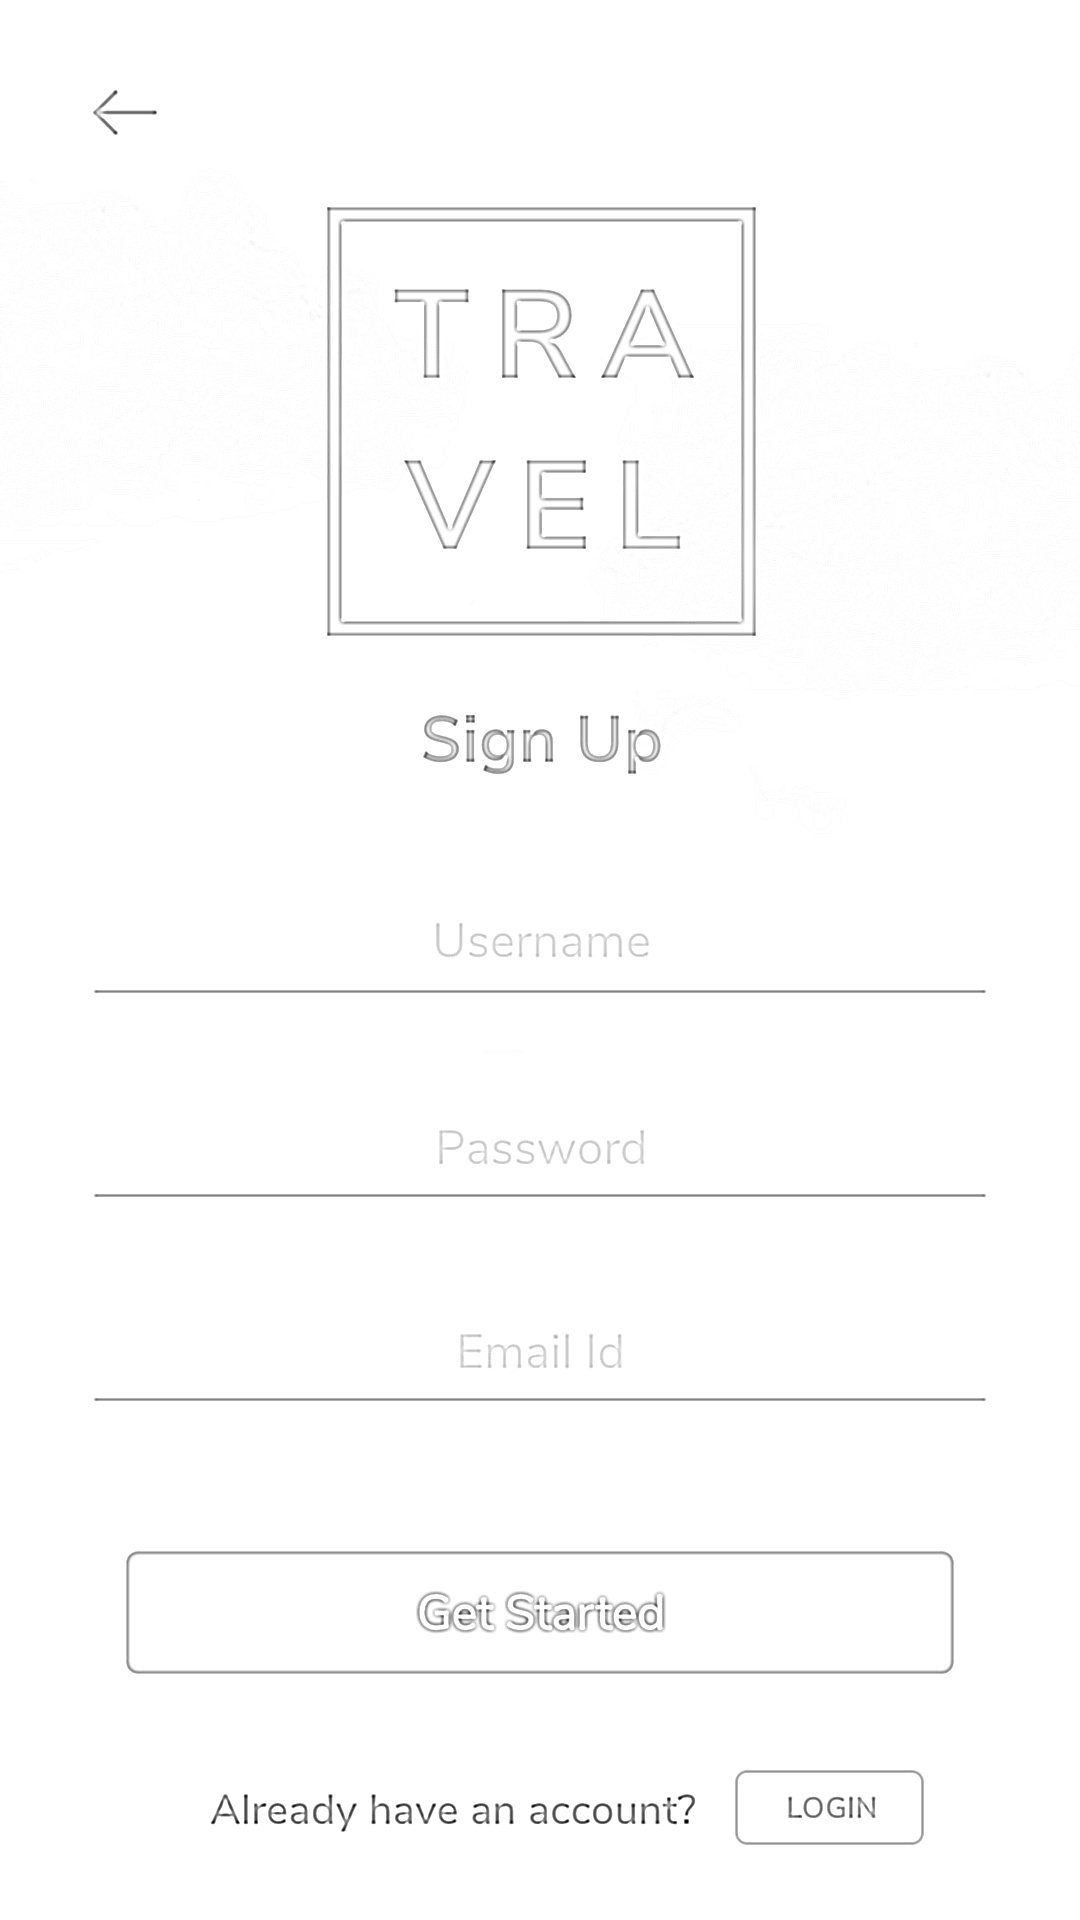 TRA
VEL
Sign Up
Username
Password
Email Id
Get Started
Already have an account? LOGIN